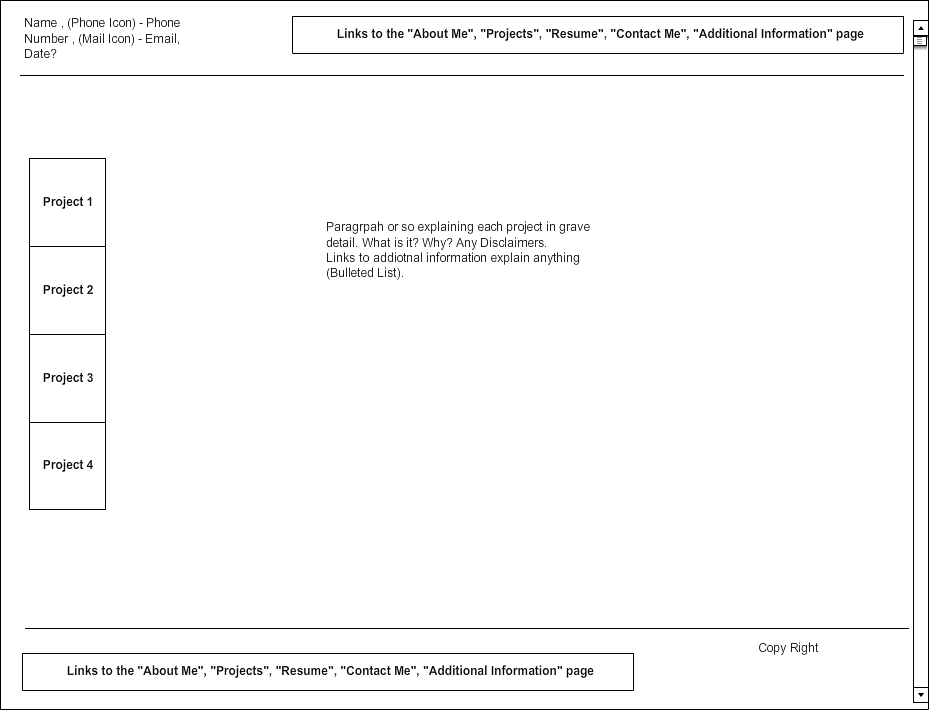 Name , (Phone Icon) - Phone
Number , (Mail Icon) - Email,
Date?
Links to the "About Me", "Projects", "Resume", "Contact Me", "Additional Information" page
Project 1
Project 2
Project 3
Project 4
Paragrpah or so explaining each project in grave
detail. What is it? Why? Any Disclaimers.
Links to addiotnal information explain anything
(Bulleted List).
Copy Right
Links to the "About Me", "Projects", "Resume", "Contact Me", "Additional Information" page